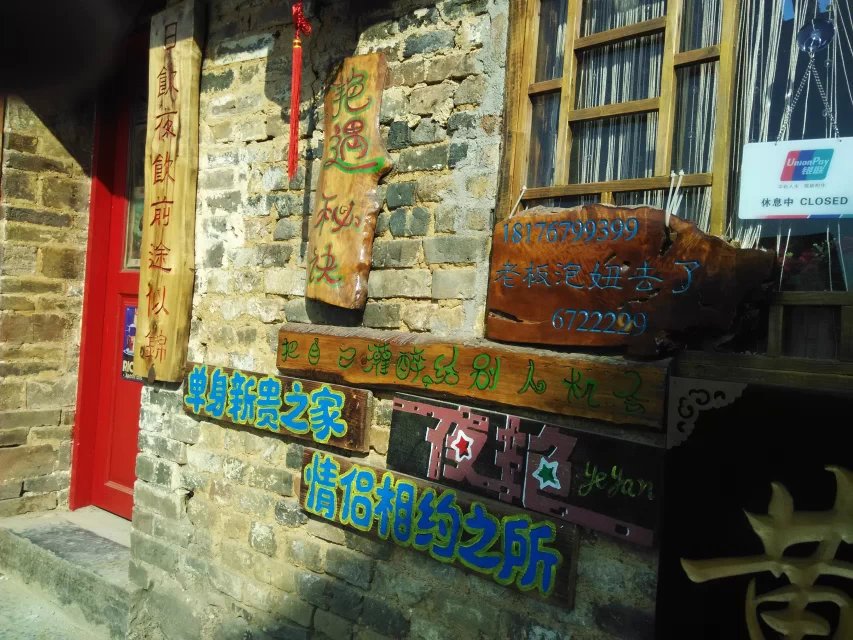 日飲夜飲前途似錦
艳遇秘决
18176799399
老板泡妞去了
6722299
把自己灌醉给别人机会
单身新贵之家
夜艳
yeyan
情侣相约之所
UnionPay
银联
休息中 CLOSED
黄